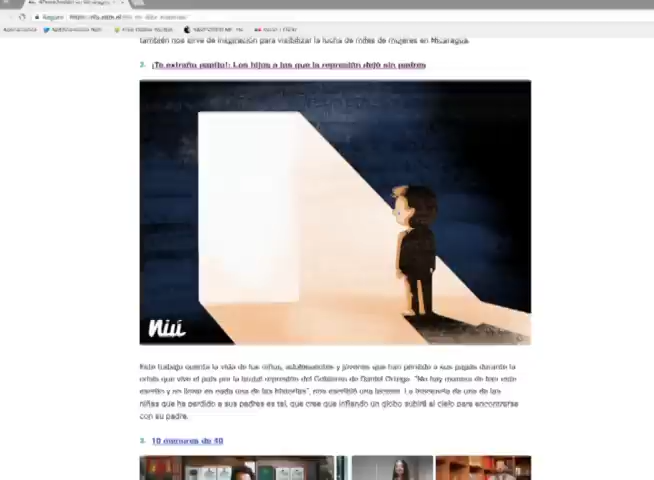 también nos sirve de inspiración para visibilizar la lucha de miles de mujeres en Nicaragua.
2. ¡Te extraño papito!: Los hijos a los que la represión dejó sin padres
Niú
Este trabajo cuenta la vida de los niños, adolescentes y jóvenes que han perdido a sus papás durante la
crisis que vive el país por la brutal represión del Gobierno de Daniel Ortega. "No hay manera de leer este
escrito y no llorar en cada una de las historias", nos escribió una lectora. La inocencia de una de las
niñas que ha perdido a sus padres es tal, que cree que inflando un globo subirá al cielo para encontrarse
con su padre.
3. 10 menores de 40